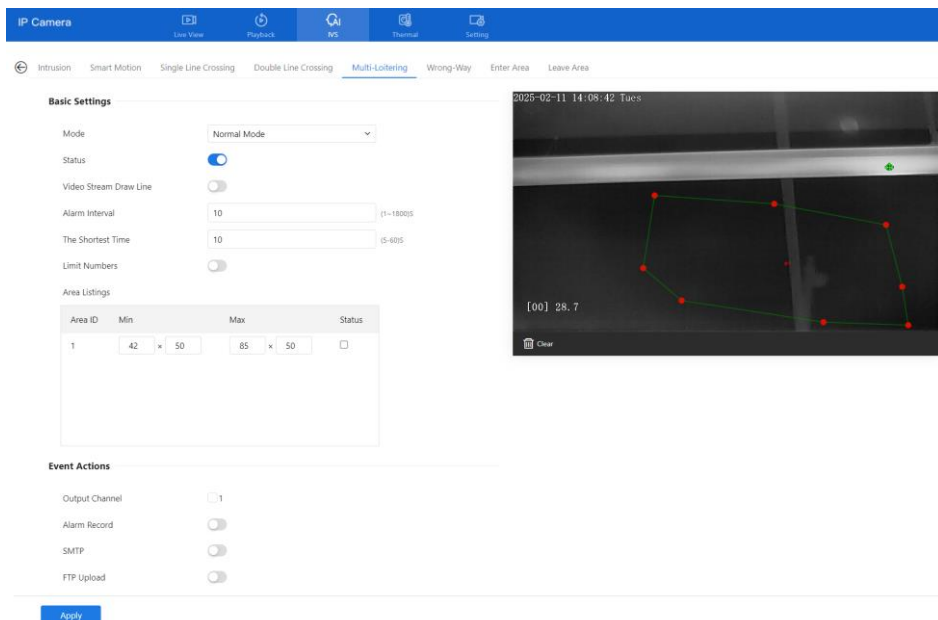 IP Camera
Live View
Playback
IVS
Thermal
Setting
Intrusion Smart Motion Single Line Crossing Double Line Crossing Multi-Loitering Wrong-Way Enter Area Leave Area
Basic Settings
2025-02-11 14:08:42 Tues
Mode Normal Mode
Status
Video Stream Draw Line
Alarm Interval 10 (1~1800)S
The Shortest Time 10 (5-60)S
Limit Numbers
Area Listings
[00] 28.7
Area ID Min Max Status
1 42 × 50 85 × 50
Clear
Event Actions
Output Channel 1
Alarm Record
SMTP
FTP Upload
Apply